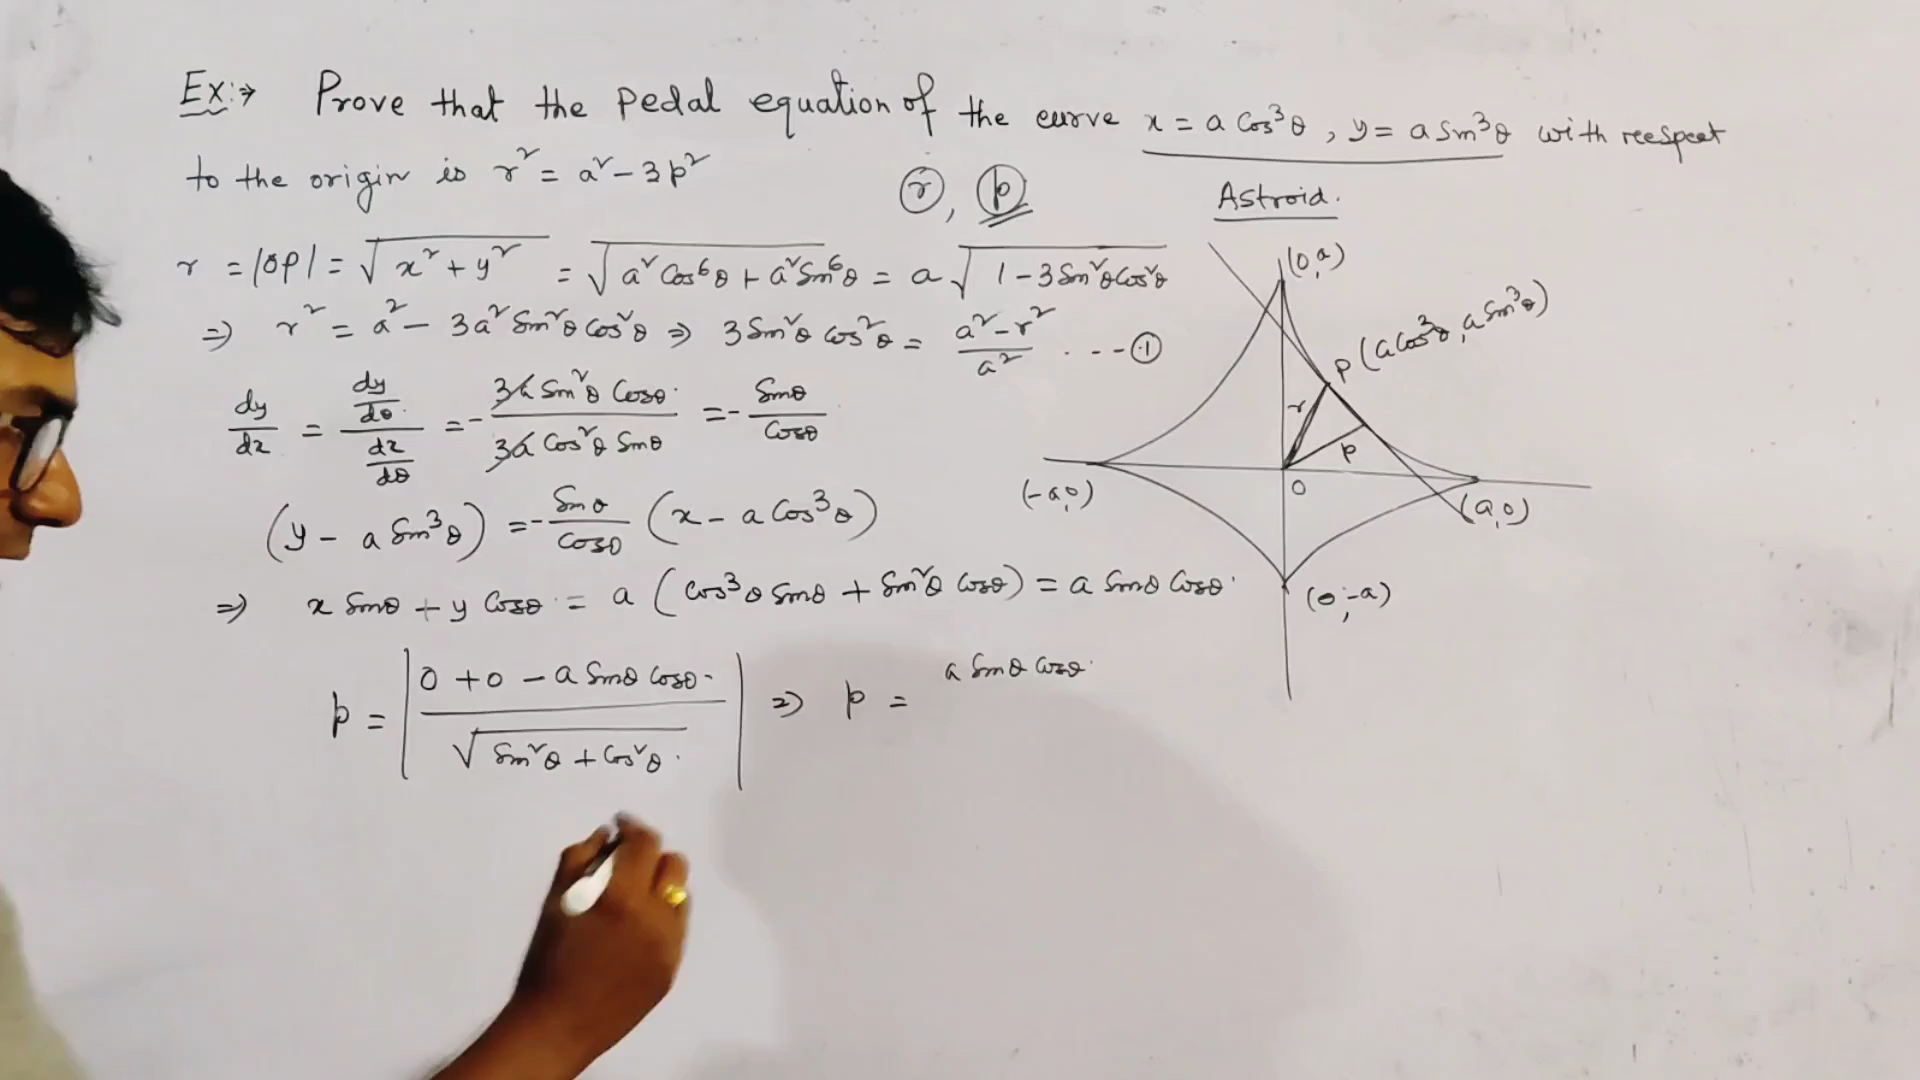 Ex:⇒ Prove that the Pedal equation of the curve x = a Cos³θ, y = a Sin³θ with reespect
to the origin is r² = a² − 3p²
r, p
Astroid.
r = |OP| = √(x² + y²) = √(a² Cos⁶θ + a² Sin⁶θ) = a √(1 − 3 Sin²θ Cos²θ)
⇒ r² = a² − 3a² Sin²θ Cos²θ ⇒ 3 Sin²θ Cos²θ = (a² − r²)/a² ... - - ①
dy/dx = (dy/dθ)/(dx/dθ) = − (3a Sin²θ Cosθ)/(3a Cos²θ Sinθ) = − Sinθ/Cosθ
(y − a Sin³θ) = − Sinθ/Cosθ (x − a Cos³θ)
⇒ x Sinθ + y Cosθ = a (Cos³θ Sinθ + Sin²θ Cosθ) = a Sinθ Cosθ.
p = |(0 + 0 − a Sinθ Cosθ)/√(Sin²θ + Cos²θ)| ⇒ p = a Sinθ Cosθ.
(0, a)
P (a Cos³θ, a Sin³θ)
r
p
(-a, 0)
O
(a, 0)
(0, -a)